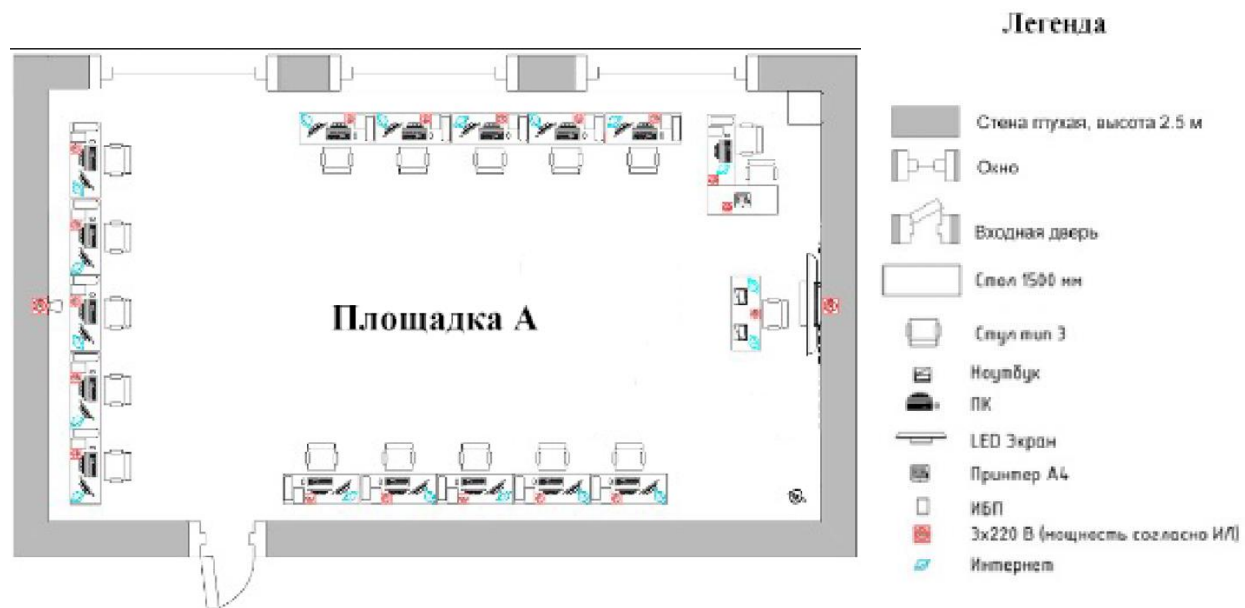 Легенда
Стена глухая, высота 2.5 м
Окно
Входная дверь
Стол 1500 мм
Стул тип 3
Ноутбук
ПК
LED Экран
Принтер А4
ИБП
3х220 В (мощность согласно ИЛ)
Интернет
Площадка А